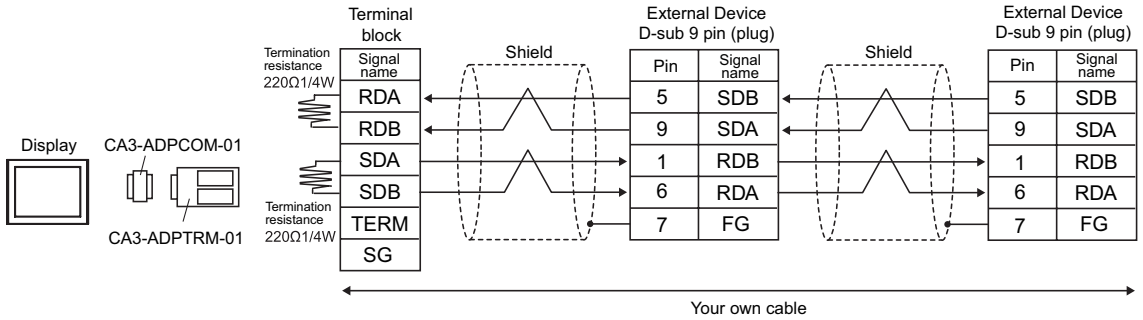 Terminal
block
External Device
D-sub 9 pin (plug)
External Device
D-sub 9 pin (plug)
Termination
resistance
220Ω1/4W
Signal
name
Shield
Pin
Signal
name
Shield
Pin
Signal
name
RDA
5
SDB
5
SDB
RDB
9
SDA
9
SDA
Display
CA3-ADPCOM-01
SDA
1
RDB
1
RDB
SDB
6
RDA
6
RDA
Termination
resistance
220Ω1/4W
TERM
7
FG
7
FG
CA3-ADPTRM-01
SG
Your own cable